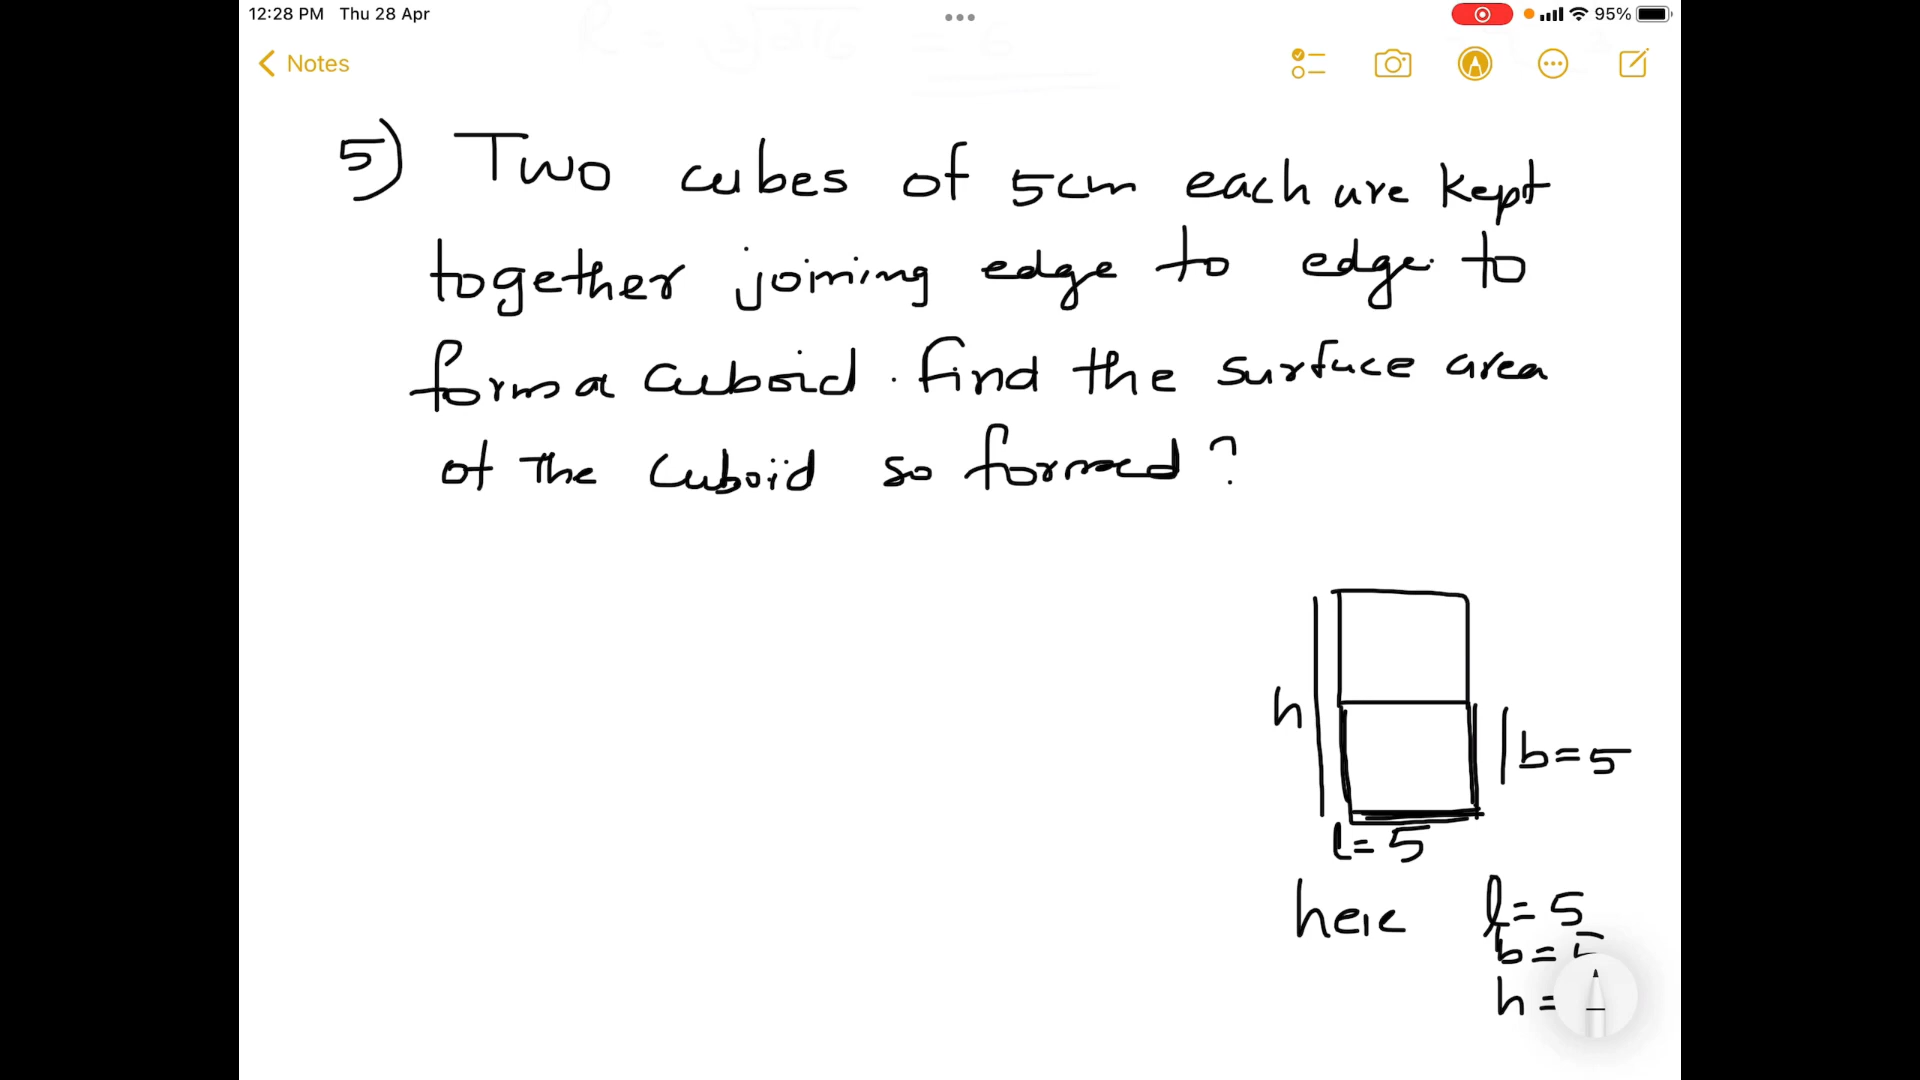 12:28 PM Thu 28 Apr
95%
Notes
5) Two cubes of 5cm each are kept
together joining edge to edge to
form a cuboid. find the surface area
of the cuboid so formed?
h
b=5
l=5
here l=5
b=5
h=